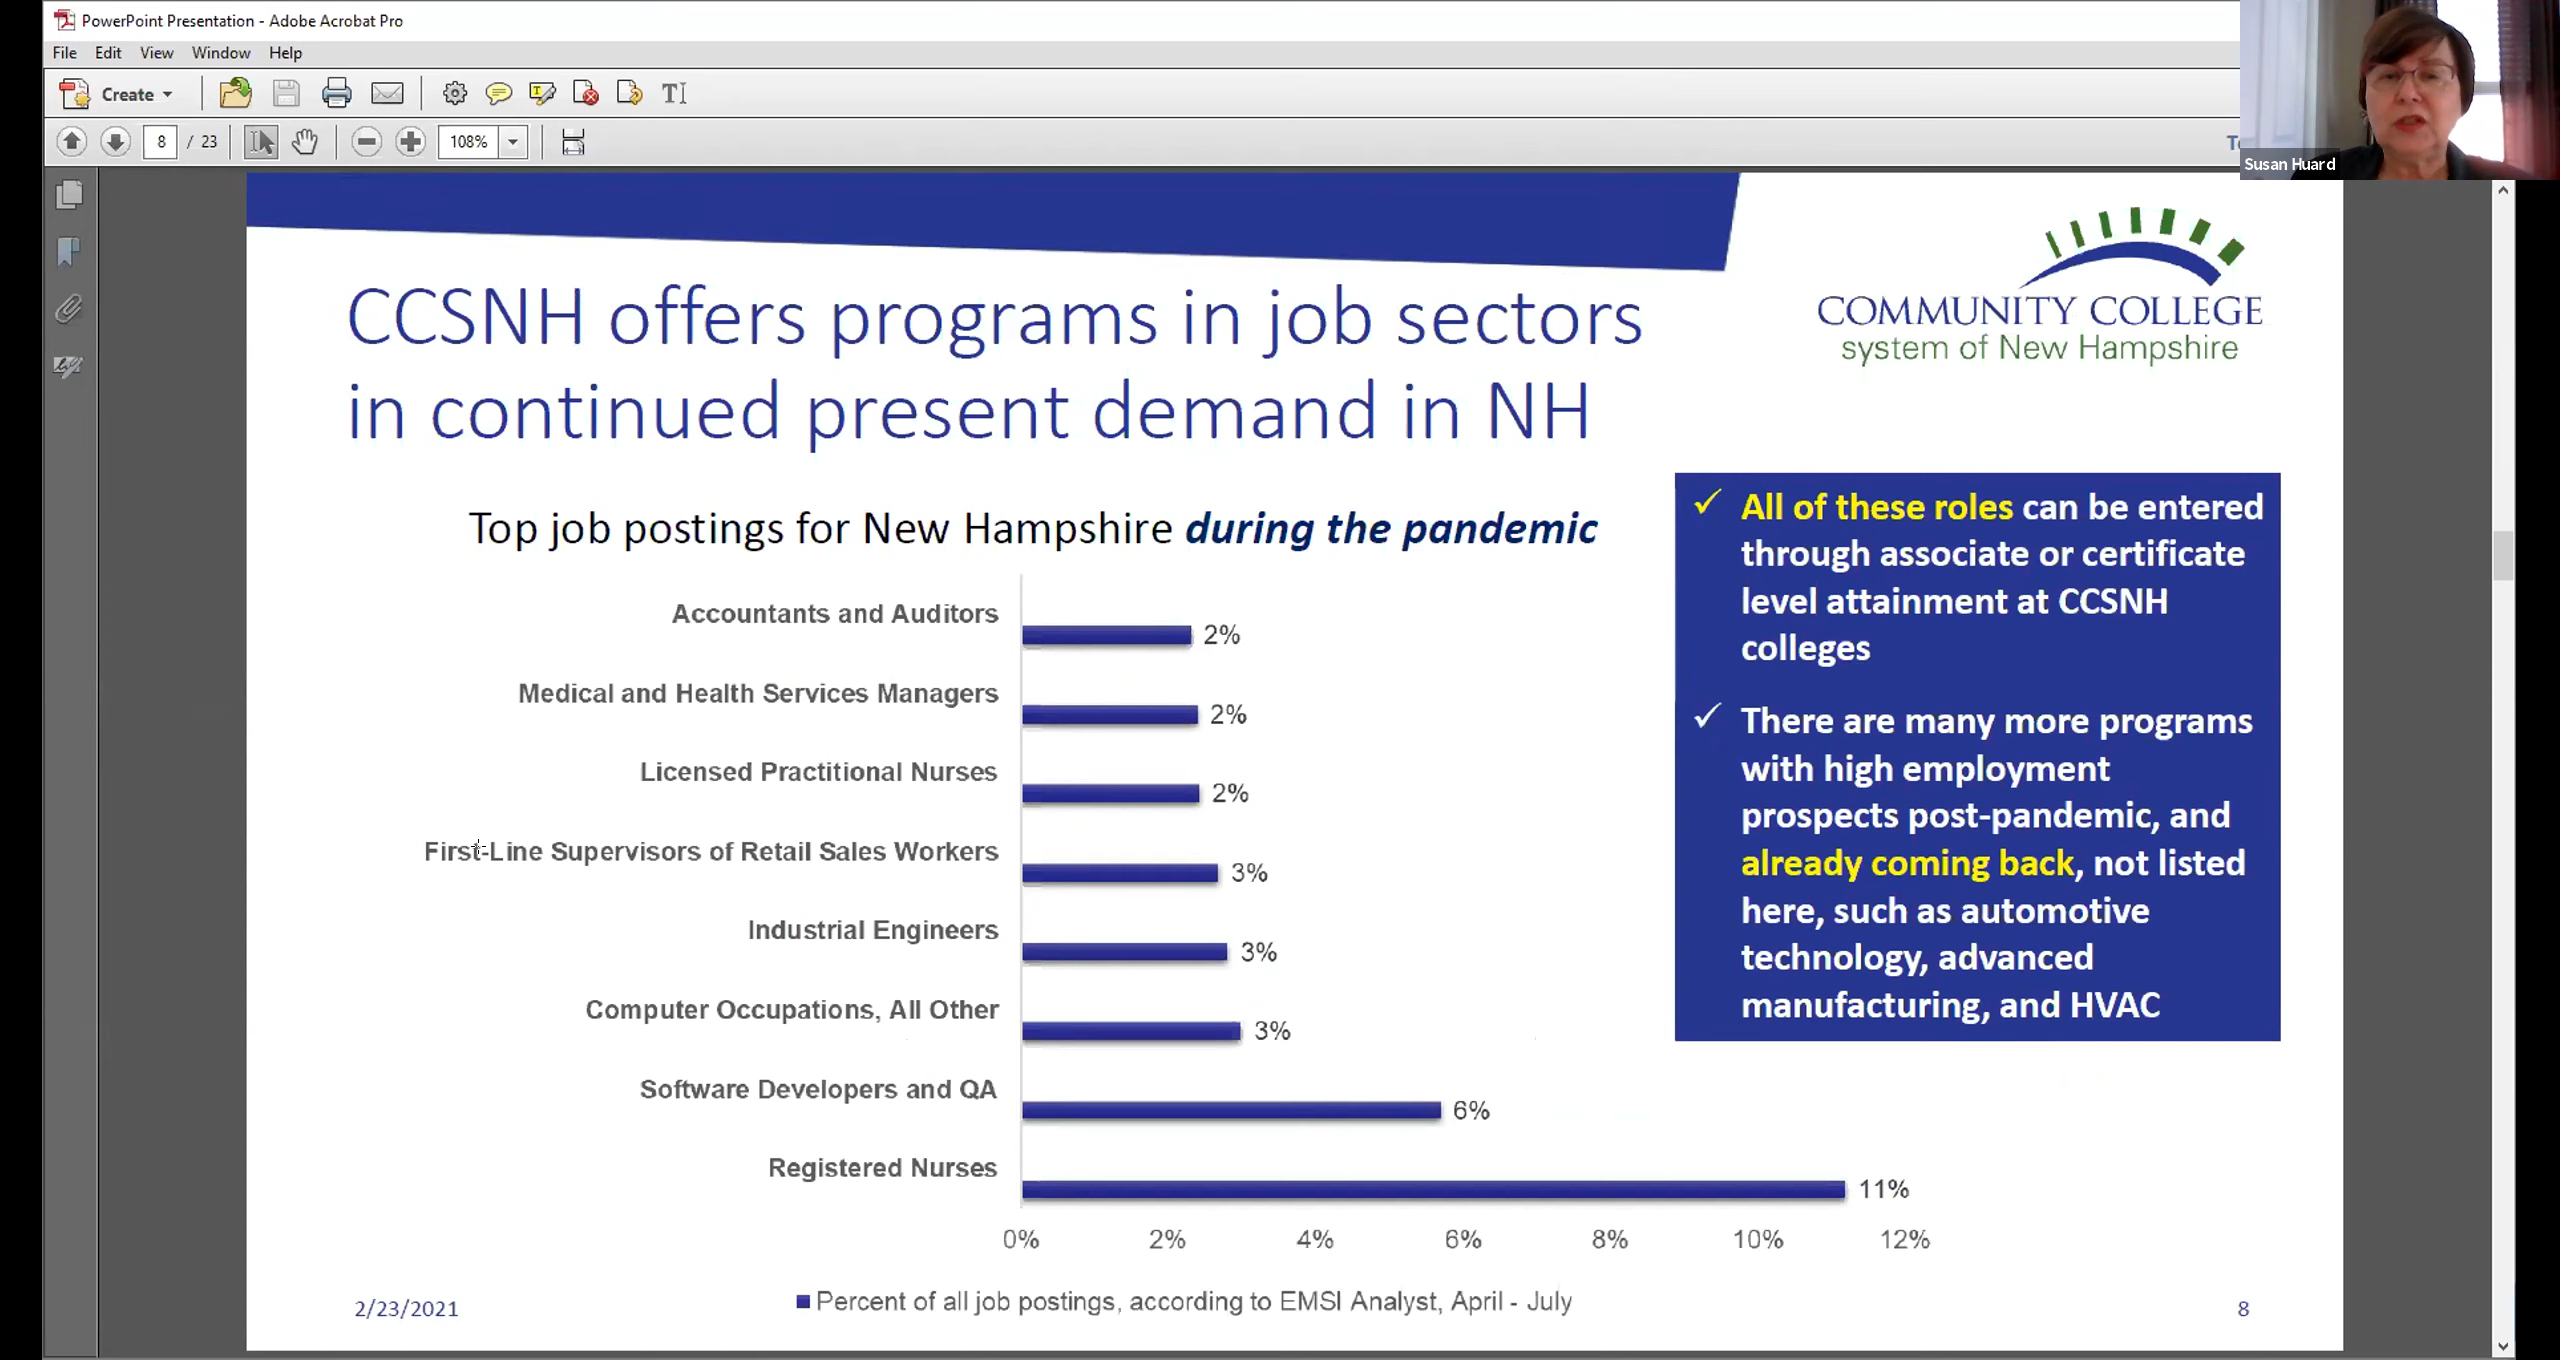 PowerPoint Presentation - Adobe Acrobat Pro
File Edit View Window Help
Create
8 / 23 108%
Susan Huard
CCSNH offers programs in job sectors
in continued present demand in NH
COMMUNITY COLLEGE
system of New Hampshire
Top job postings for New Hampshire during the pandemic
Accountants and Auditors
2%
Medical and Health Services Managers
2%
Licensed Practitional Nurses
2%
First-Line Supervisors of Retail Sales Workers
3%
Industrial Engineers
3%
Computer Occupations, All Other
3%
Software Developers and QA
6%
Registered Nurses
11%
0% 2% 4% 6% 8% 10% 12%
Percent of all job postings, according to EMSI Analyst, April - July
All of these roles can be entered
through associate or certificate
level attainment at CCSNH
colleges
There are many more programs
with high employment
prospects post-pandemic, and
already coming back, not listed
here, such as automotive
technology, advanced
manufacturing, and HVAC
2/23/2021
8